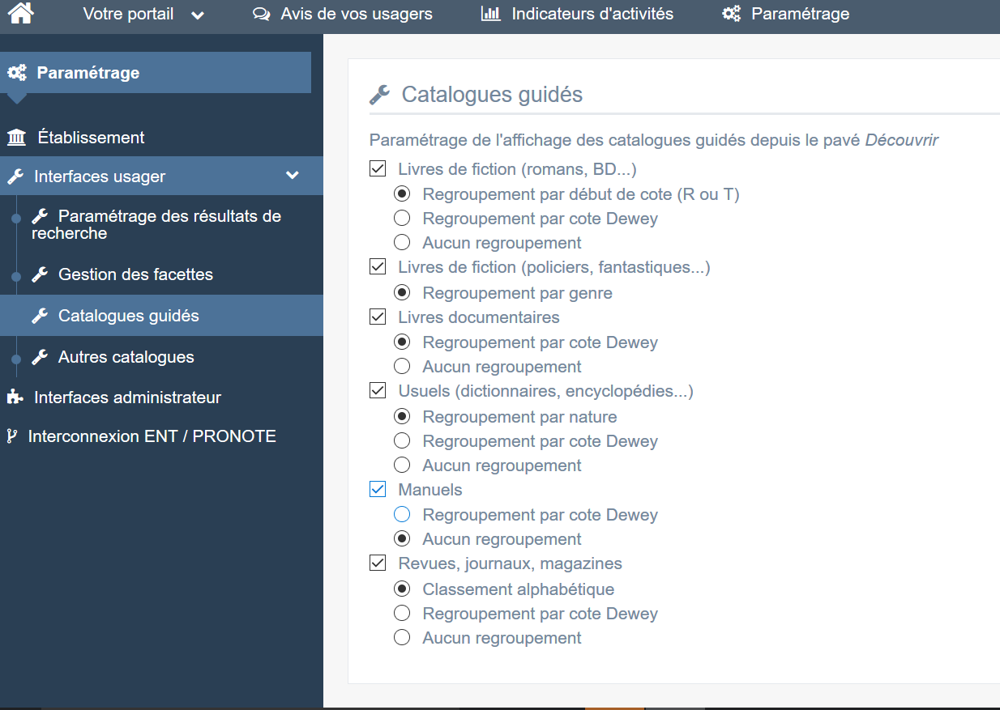 Votre portail
Avis de vos usagers
Indicateurs d'activités
Paramétrage
Paramétrage
Établissement
Interfaces usager
Paramétrage des résultats de
recherche
Gestion des facettes
Catalogues guidés
Autres catalogues
Interfaces administrateur
Interconnexion ENT / PRONOTE
Catalogues guidés
Paramétrage de l'affichage des catalogues guidés depuis le pavé Découvrir
Livres de fiction (romans, BD...)
Regroupement par début de cote (R ou T)
Regroupement par cote Dewey
Aucun regroupement
Livres de fiction (policiers, fantastiques...)
Regroupement par genre
Livres documentaires
Regroupement par cote Dewey
Aucun regroupement
Usuels (dictionnaires, encyclopédies...)
Regroupement par nature
Regroupement par cote Dewey
Aucun regroupement
Manuels
Regroupement par cote Dewey
Aucun regroupement
Revues, journaux, magazines
Classement alphabétique
Regroupement par cote Dewey
Aucun regroupement